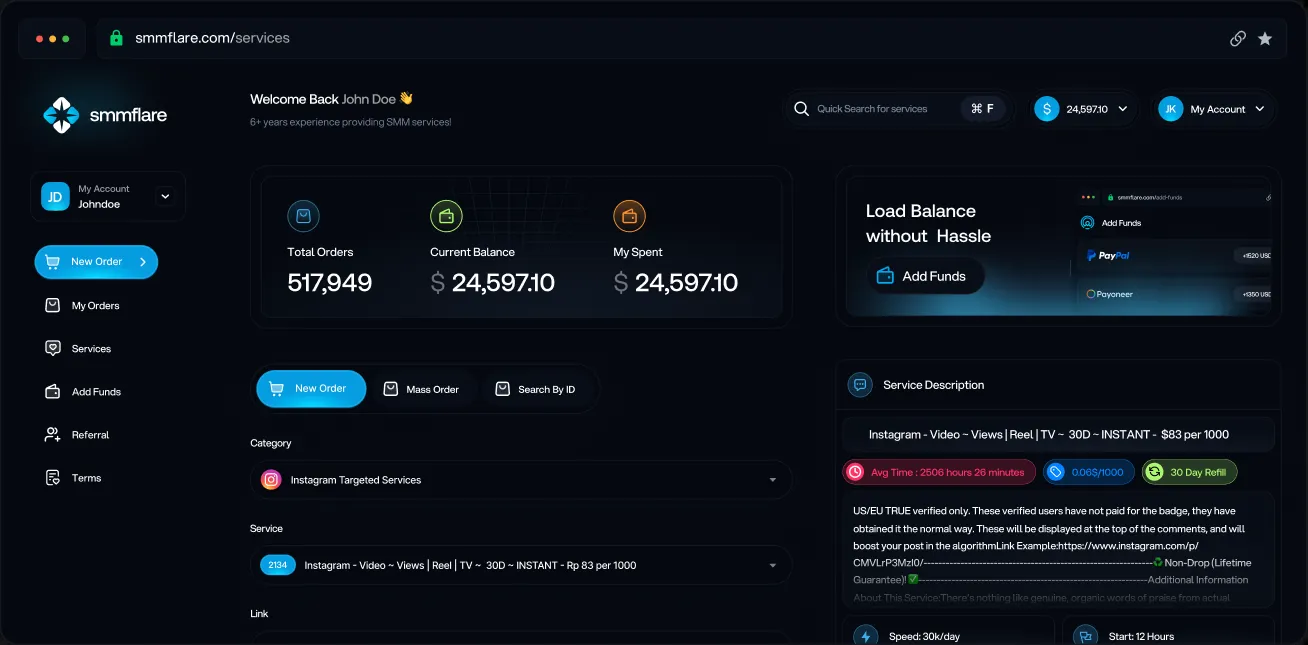 smmflare.com/services
smmflare
Welcome Back John Doe 👋
6+ years experience providing SMM services!
Quick Search for services
⌘ F
$ 24,597.10
JK My Account
JD
My Account
Johndoe
New Order
My Orders
Services
Add Funds
Referral
Terms
Total Orders
517,949
Current Balance
$ 24,597.10
My Spent
$ 24,597.10
Load Balance
without Hassle
Add Funds
smmflare.com/add-funds
Add Funds
PayPal
+1520 USD
Payoneer
+1350 USD
New Order
Mass Order
Search By ID
Category
Instagram Targeted Services
Service
2134 Instagram - Video ~ Views | Reel | TV ~ 30D ~ INSTANT - Rp 83 per 1000
Link
Service Description
Instagram - Video ~ Views | Reel | TV ~ 30D ~ INSTANT - $83 per 1000
Avg Time : 2506 hours 26 minutes
0.06$/1000
30 Day Refill
US/EU TRUE verified only. These verified users have not paid for the badge, they have
obtained it the normal way. These will be displayed at the top of the comments, and will
boost your post in the algorithmLink Example:https://www.instagram.com/p/
CMVLrP3MzI0/--------------------------------------------------------------♻ Non-Drop (Lifetime
Guarantee)! ✅--------------------------------------------------------------Additional Information
About This Service:There's nothing like genuine, organic words of praise from actual
Speed: 30k/day
Start: 12 Hours